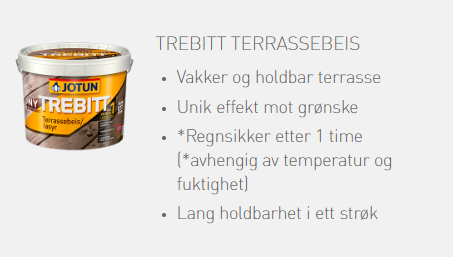 TREBITT TERRASSEBEIS
• Vakker og holdbar terrasse
• Unik effekt mot grønske
• *Regnsikker etter 1 time
(*avhengig av temperatur og
fuktighet)
• Lang holdbarhet i ett strøk
JOTUN
NY
TREBITT
Terrassebeis/
lasyr
1